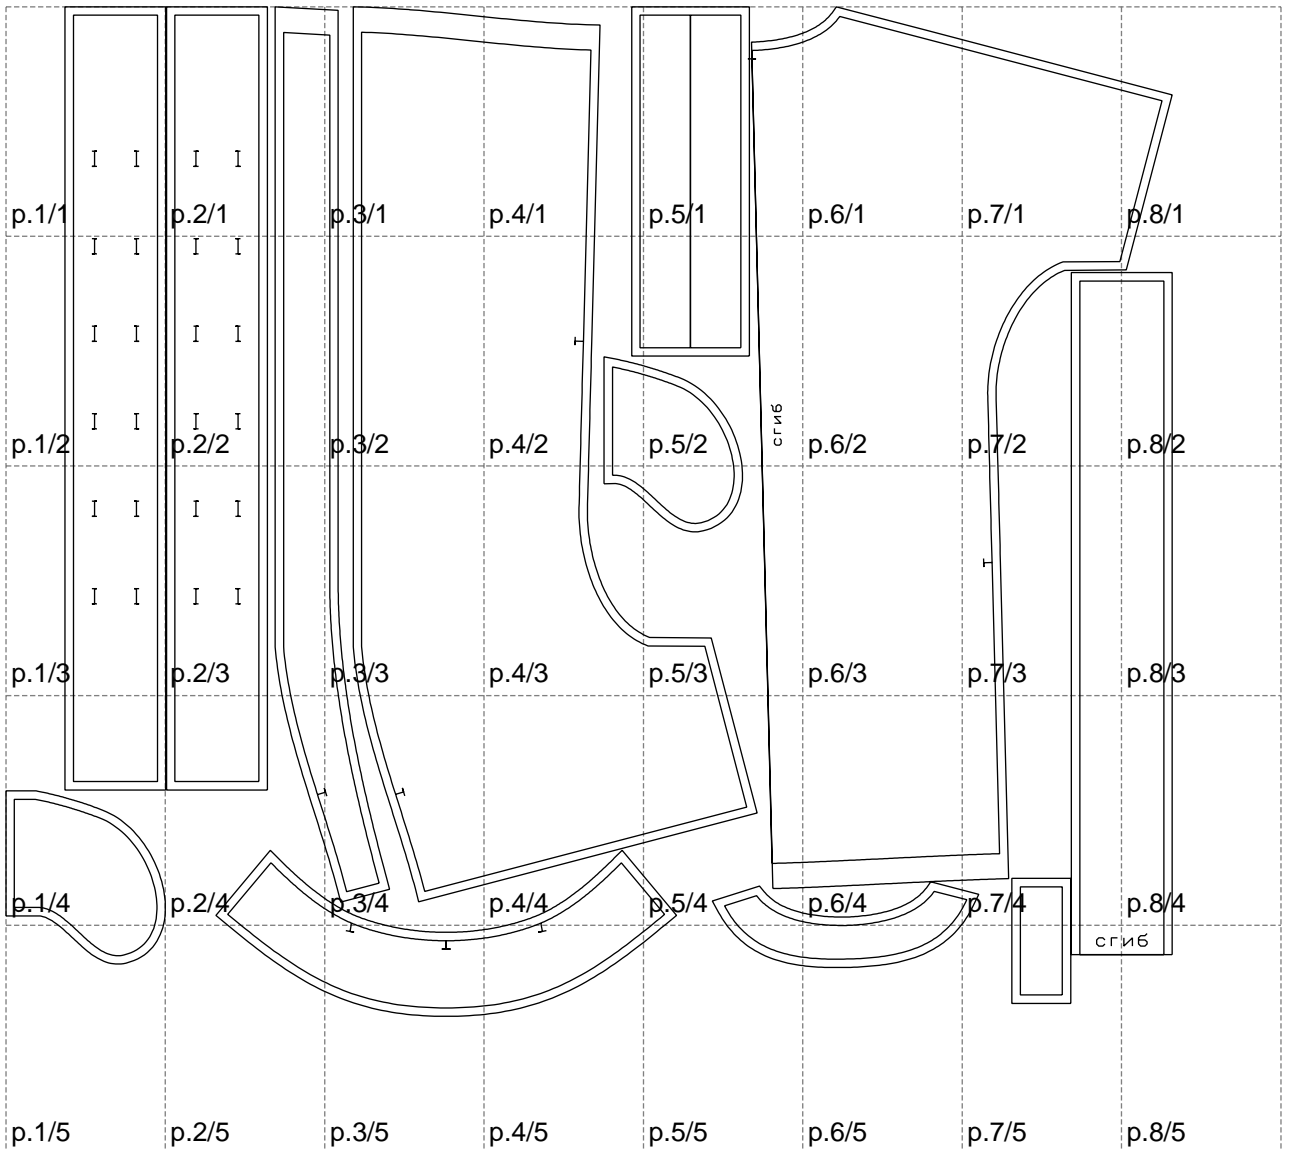 p.1/1 p.2/1 p.3/1 p.4/1 p.5/1 p.6/1 p.7/1 p.8/1
сгиб
p.1/2 p.2/2 p.3/2 p.4/2 p.5/2 p.6/2 p.7/2 p.8/2
p.1/3 p.2/3 p.3/3 p.4/3 p.5/3 p.6/3 p.7/3 p.8/3
p.1/4 p.2/4 p.3/4 p.4/4 p.5/4 p.6/4 p.7/4 p.8/4
сгиб
p.1/5 p.2/5 p.3/5 p.4/5 p.5/5 p.6/5 p.7/5 p.8/5